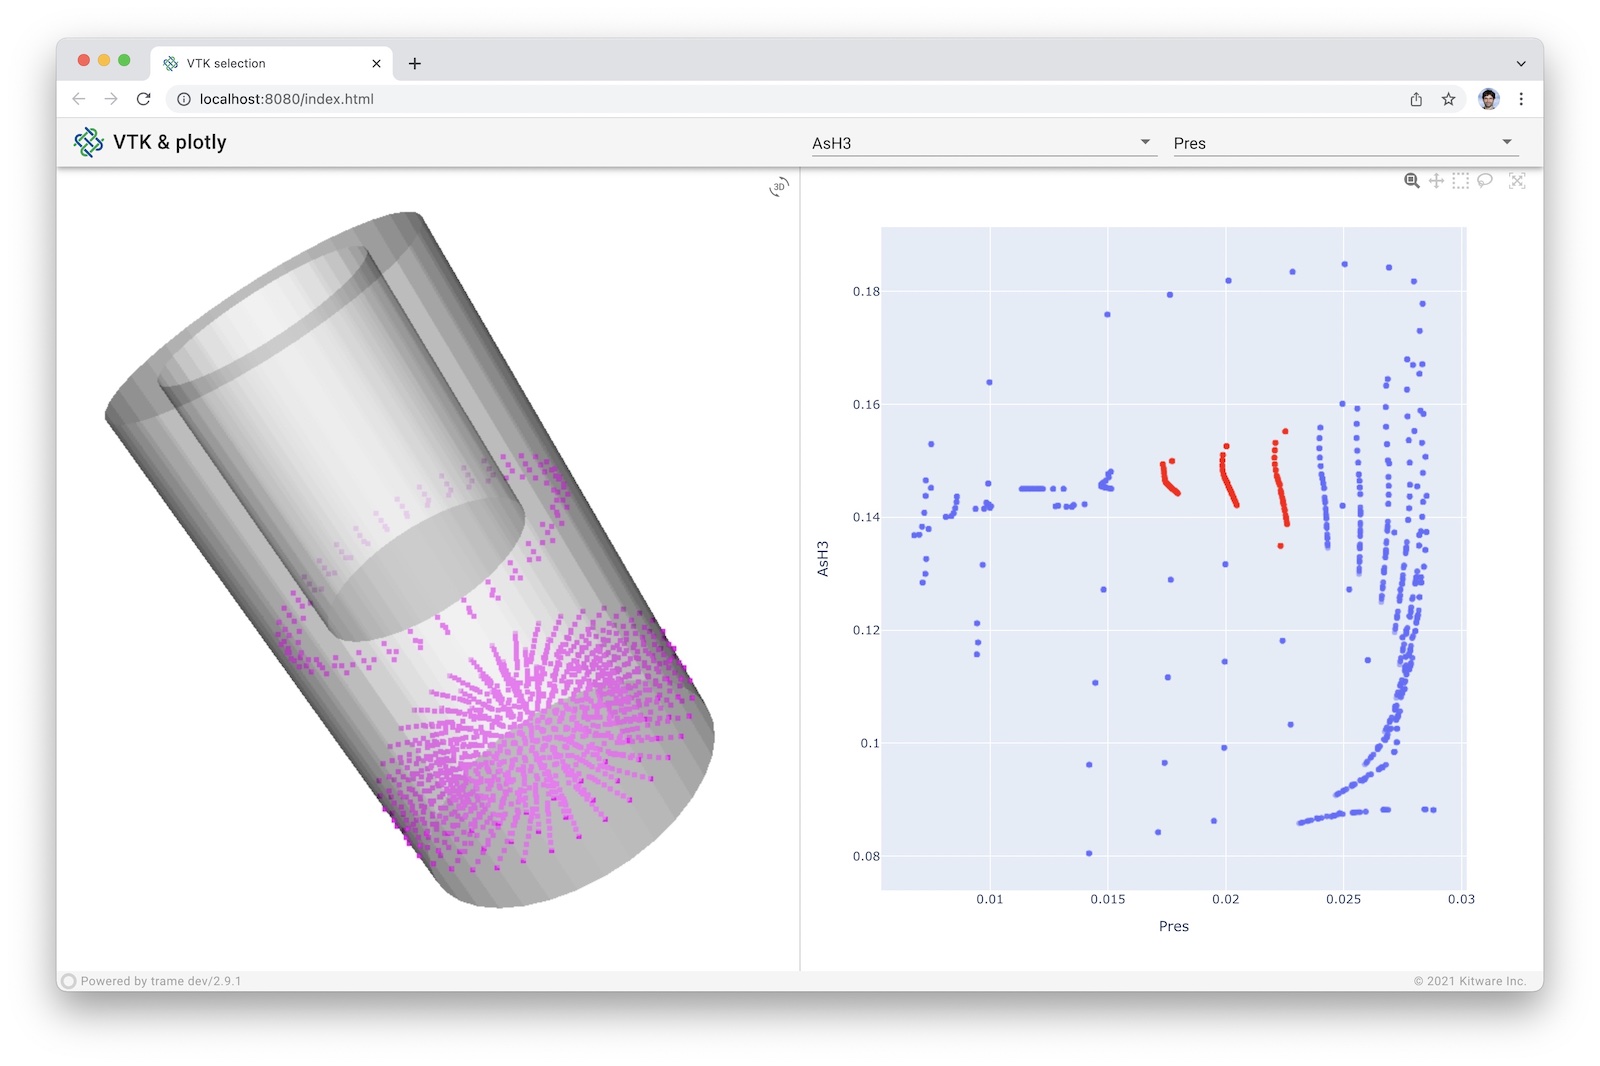 VTK selection
localhost:8080/index.html
VTK & plotly
AsH3
Pres
3D
0.18
0.16
0.14
0.12
0.1
0.08
AsH3
0.01 0.015 0.02 0.025 0.03
Pres
Powered by trame dev/2.9.1
© 2021 Kitware Inc.